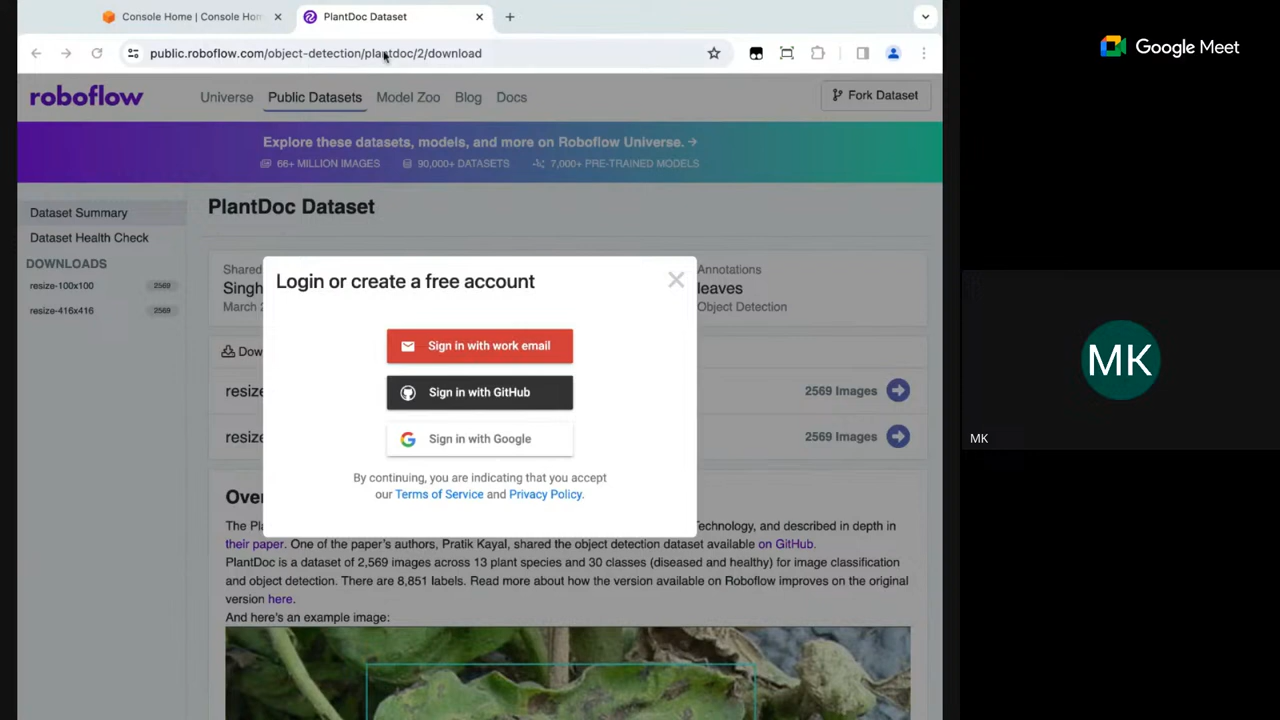 Console Home | Console Hom
PlantDoc Dataset
public.roboflow.com/object-detection/plantdoc/2/download
Google Meet
roboflow
Universe
Public Datasets
Model Zoo
Blog
Docs
Fork Dataset
Explore these datasets, models, and more on Roboflow Universe.
66+ MILLION IMAGES
90,000+ DATASETS
7,000+ PRE-TRAINED MODELS
Dataset Summary
Dataset Health Check
DOWNLOADS
resize-100x100 2569
resize-416x416 2569
PlantDoc Dataset
Shared
Singh
March 2
Annotations
leaves
Object Detection
Login or create a free account
Sign in with work email
Sign in with GitHub
Sign in with Google
By continuing, you are indicating that you accept
our Terms of Service and Privacy Policy.
Dow
resize
2569 Images
resize
2569 Images
Over
The Pl
Technology, and described in depth in
their paper. One of the paper's authors, Pratik Kayal, shared the object detection dataset available on GitHub.
PlantDoc is a dataset of 2,569 images across 13 plant species and 30 classes (diseased and healthy) for image classification
and object detection. There are 8,851 labels. Read more about how the version available on Roboflow improves on the original
version here.
And here's an example image:
MK
MK